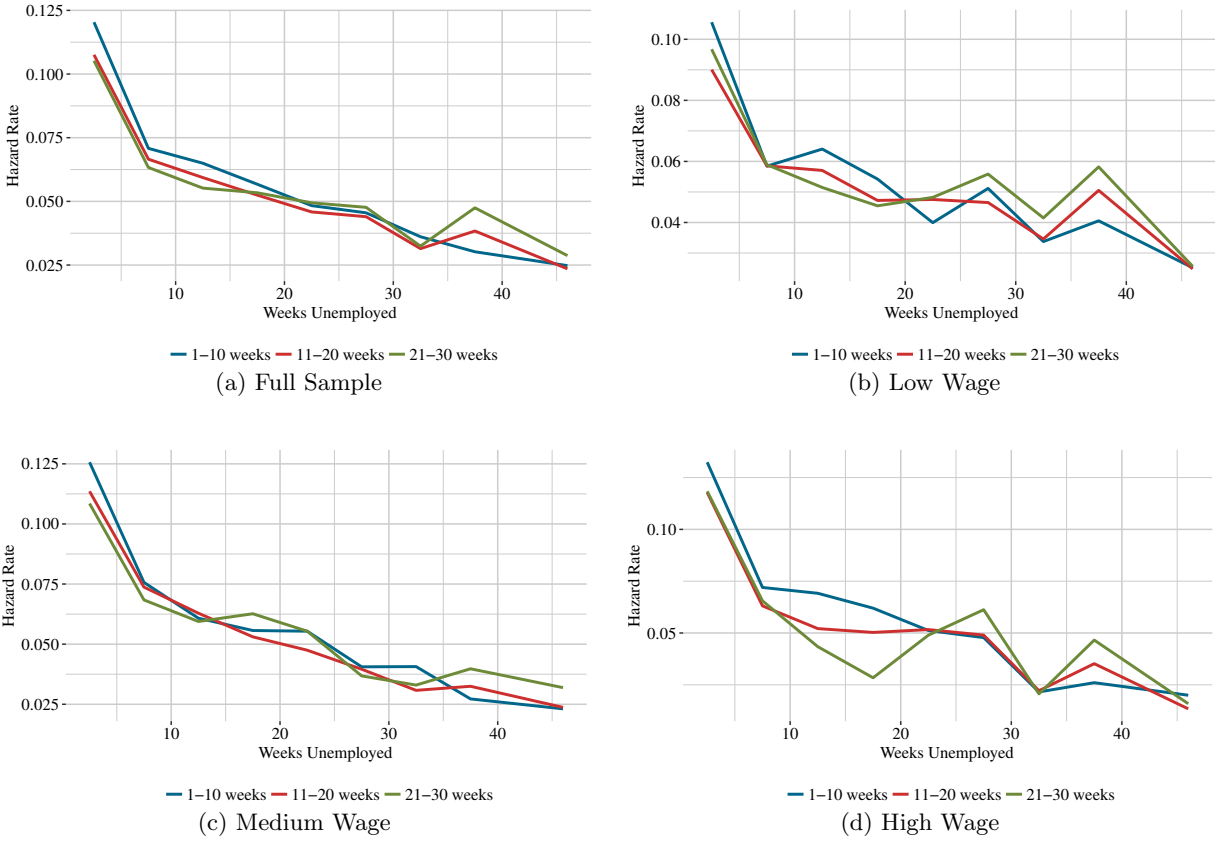 Hazard Rate
0.125
0.100
0.075
0.050
0.025
10 20 30 40
Weeks Unemployed
1−10 weeks 11−20 weeks 21−30 weeks
(a) Full Sample
Hazard Rate
0.10
0.08
0.06
0.04
10 20 30 40
Weeks Unemployed
1−10 weeks 11−20 weeks 21−30 weeks
(b) Low Wage
Hazard Rate
0.125
0.100
0.075
0.050
0.025
10 20 30 40
Weeks Unemployed
1−10 weeks 11−20 weeks 21−30 weeks
(c) Medium Wage
Hazard Rate
0.10
0.05
10 20 30 40
Weeks Unemployed
1−10 weeks 11−20 weeks 21−30 weeks
(d) High Wage